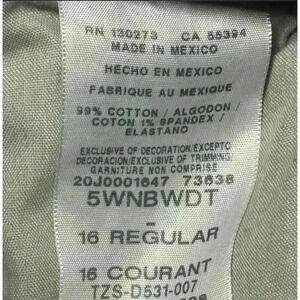 RN 130273 CA 55394
MADE IN MEXICO
HECHO EN MEXICO
FABRIQUE AU MEXIQUE
99% COTTON / ALGODON /
COTON 1% SPANDEX /
ELASTANO
EXCLUSIVE OF DECORATION/EXCEPTO
DECORACION/EXCLUSIVE OF TRIMMING/
GARNITURE NON COMPRISE
20J0001647 73638
5WNBWDT
-
16 REGULAR
-
16 COURANT
TZS-D531-007